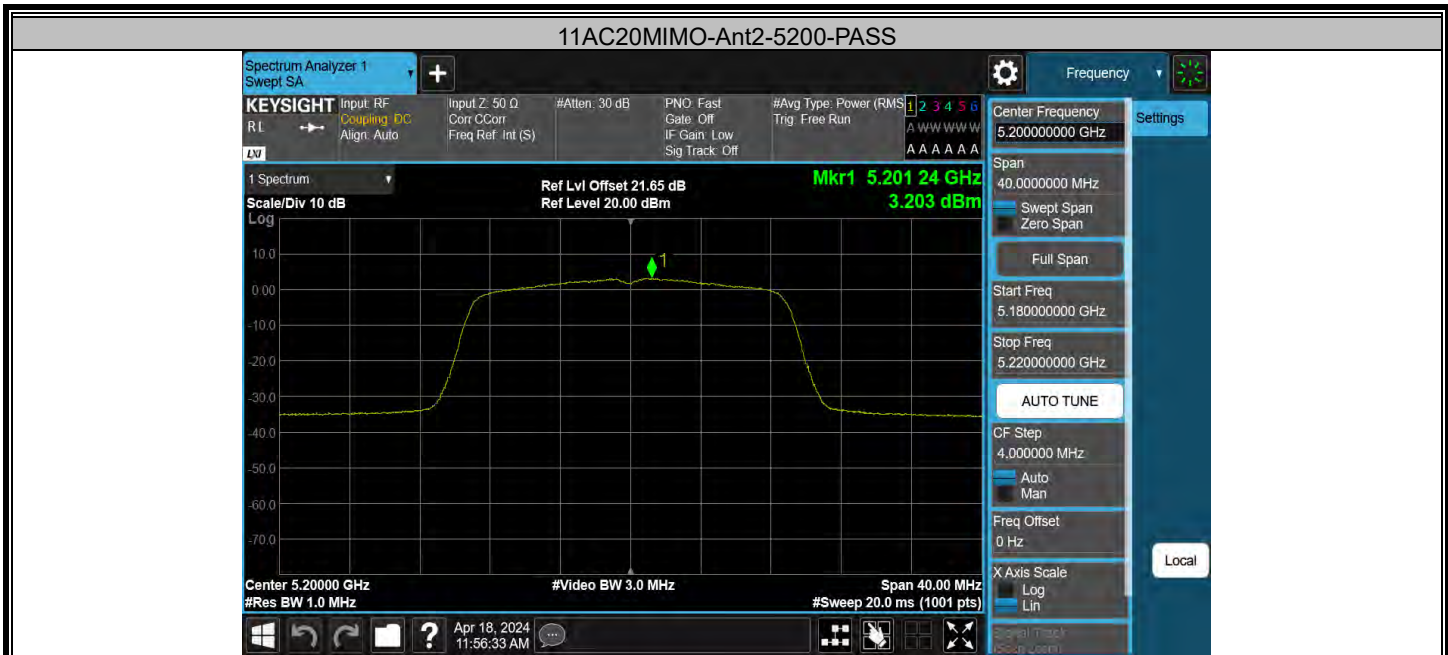 11AC20MIMO-Ant2-5200-PASS
Spectrum Analyzer 1
Swept SA
+
Frequency
KEYSIGHT
RL
LXI
Input: RF
Coupling: DC
Align: Auto
Input Z: 50 Ω
Corr CCorr
Freq Ref: Int (S)
#Atten: 30 dB
PNO: Fast
Gate: Off
IF Gain: Low
Sig Track: Off
#Avg Type: Power (RMS
Trig: Free Run
1 2 3 4 5 6
A W W W W W
A A A A A A
1 Spectrum
Scale/Div 10 dB
Log
Ref Lvl Offset 21.65 dB
Ref Level 20.00 dBm
Mkr1 5.201 24 GHz
3.203 dBm
1
10.0
0.00
-10.0
-20.0
-30.0
-40.0
-50.0
-60.0
-70.0
Center 5.20000 GHz
#Res BW 1.0 MHz
#Video BW 3.0 MHz
Span 40.00 MHz
#Sweep 20.0 ms (1001 pts)
Center Frequency
5.200000000 GHz
Settings
Span
40.0000000 MHz
Swept Span
Zero Span
Full Span
Start Freq
5.180000000 GHz
Stop Freq
5.220000000 GHz
AUTO TUNE
CF Step
4.000000 MHz
Auto
Man
Freq Offset
0 Hz
X Axis Scale
Log
Lin
Local
Signal Track
(Span Zoom)
?
Apr 18, 2024
11:56:33 AM